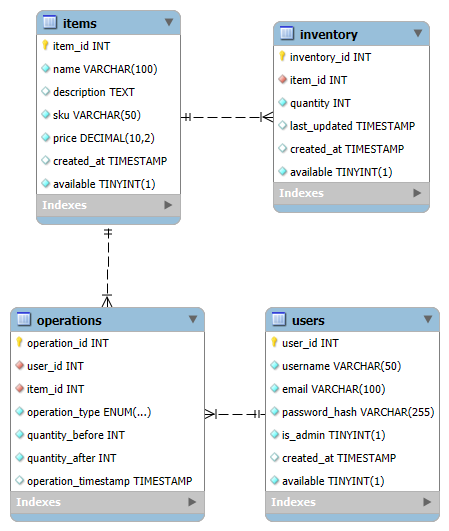 items
item_id INT
name VARCHAR(100)
description TEXT
sku VARCHAR(50)
price DECIMAL(10,2)
created_at TIMESTAMP
available TINYINT(1)
Indexes
inventory
inventory_id INT
item_id INT
quantity INT
last_updated TIMESTAMP
created_at TIMESTAMP
available TINYINT(1)
Indexes
operations
operation_id INT
user_id INT
item_id INT
operation_type ENUM(...)
quantity_before INT
quantity_after INT
operation_timestamp TIMESTAMP
Indexes
users
user_id INT
username VARCHAR(50)
email VARCHAR(100)
password_hash VARCHAR(255)
is_admin TINYINT(1)
created_at TIMESTAMP
available TINYINT(1)
Indexes